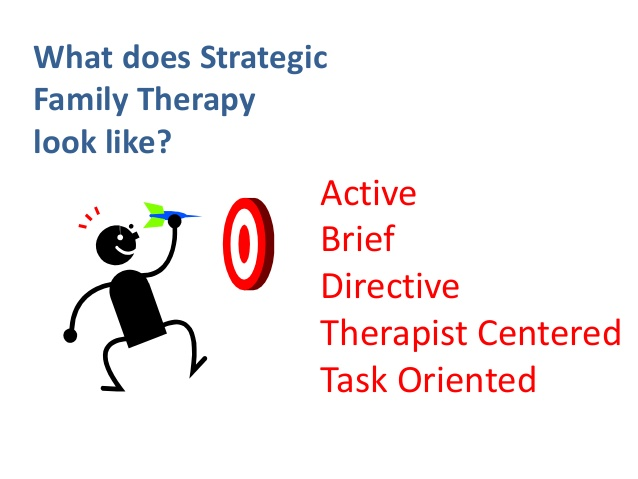 What does Strategic
Family Therapy
look like?
Active
Brief
Directive
Therapist Centered
Task Oriented